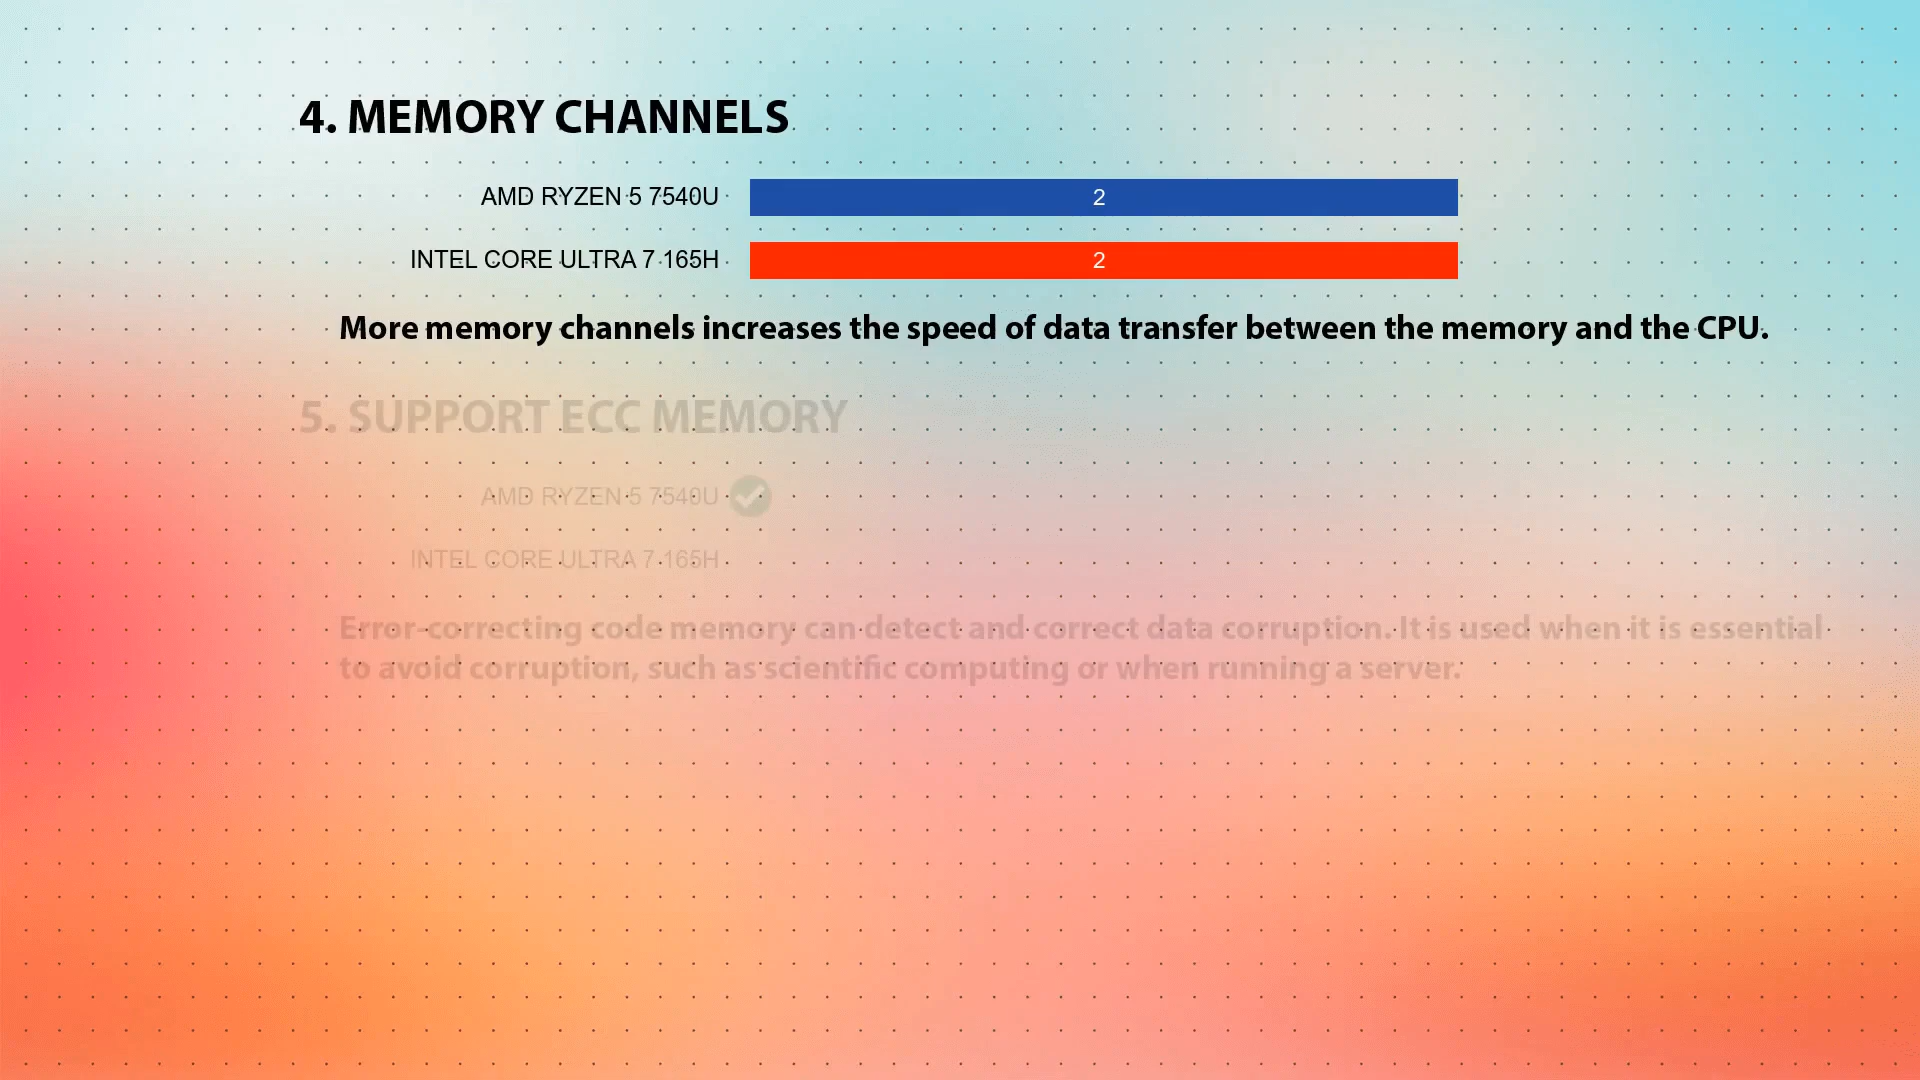 4. MEMORY CHANNELS
AMD RYZEN 5 7540U 2
INTEL CORE ULTRA 7 165H 2
More memory channels increases the speed of data transfer between the memory and the CPU.
5. SUPPORT ECC MEMORY
AMD RYZEN 5 7540U
INTEL CORE ULTRA 7 165H
Error-correcting code memory can detect and correct data corruption. It is used when it is essential
to avoid corruption, such as scientific computing or when running a server.